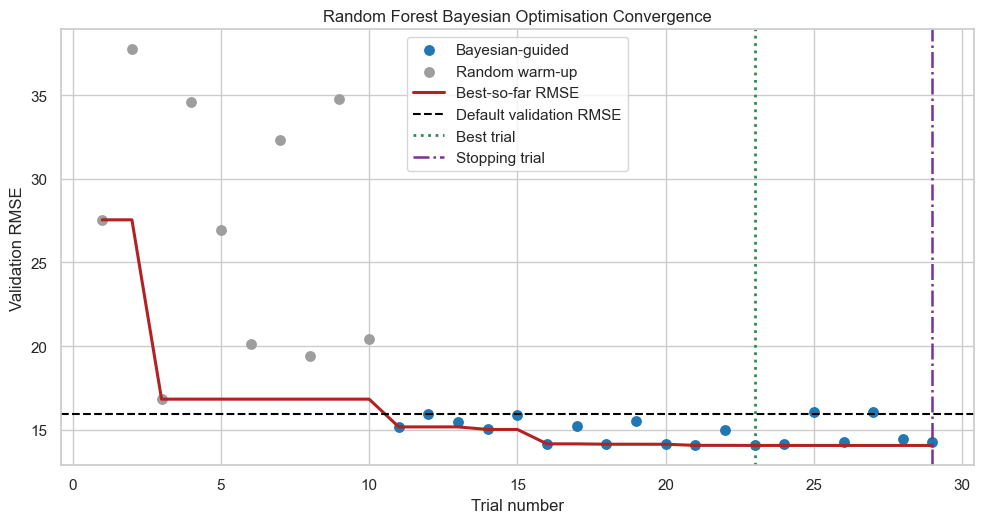 Random Forest Bayesian Optimisation Convergence
Bayesian-guided
Random warm-up
Best-so-far RMSE
Default validation RMSE
Best trial
Stopping trial
Validation RMSE
35
30
25
20
15
0 5 10 15 20 25 30
Trial number